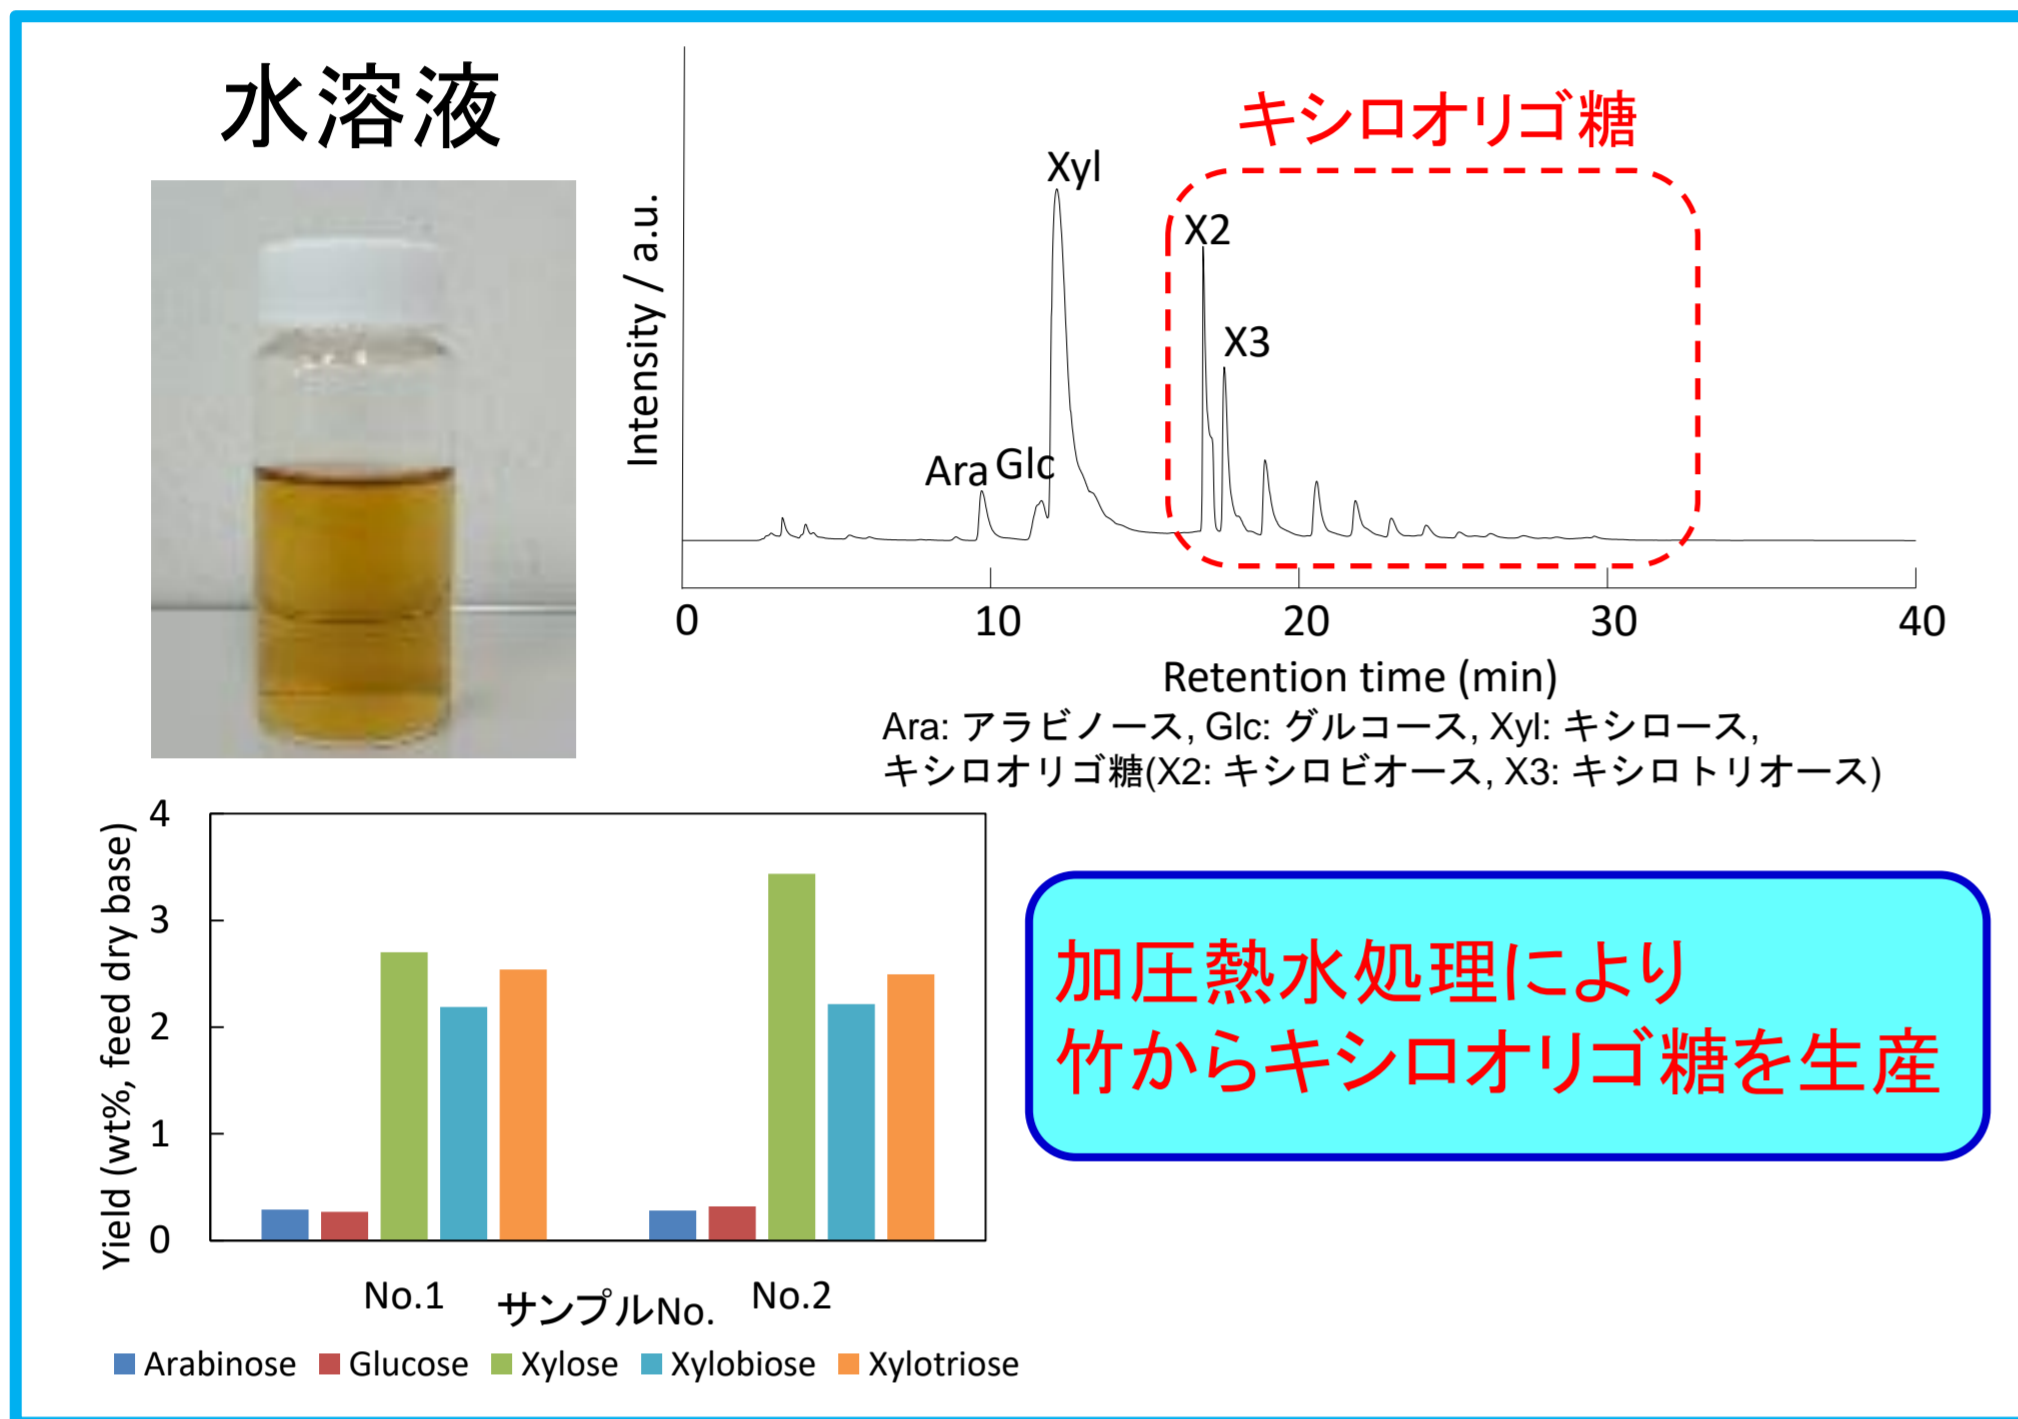 水溶液
キシロオリゴ糖
Intensity / a.u.
Xyl
X2
X3
Ara
Glc
0 10 20 30 40
Retention time (min)
Ara: アラビノース, Glc: グルコース, Xyl: キシロース,
キシロオリゴ糖(X2: キシロビオース, X3: キシロトリオース)
Yield (wt%, feed dry base)
4
3
2
1
0
No.1 No.2
サンプルNo.
Arabinose Glucose Xylose Xylobiose Xylotriose
加圧熱水処理により
竹からキシロオリゴ糖を生産